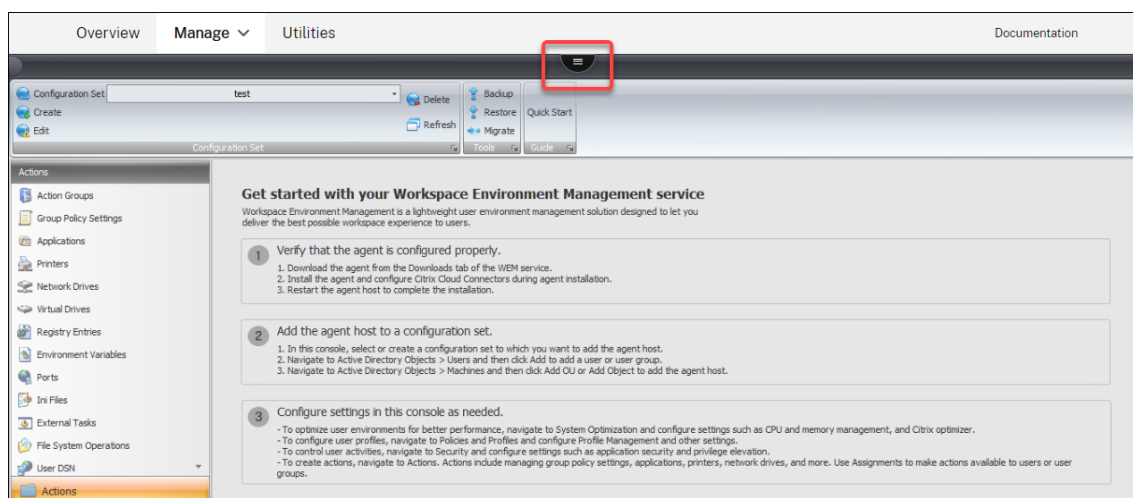 Overview Manage Utilities Documentation
Configuration Set test Delete Backup
Create Restore Quick Start
Edit Refresh Migrate
Configuration Set Tools Guide
Actions
Action Groups
Group Policy Settings
Applications
Printers
Network Drives
Virtual Drives
Registry Entries
Environment Variables
Ports
Ini Files
External Tasks
File System Operations
User DSN
Actions
Get started with your Workspace Environment Management service
Workspace Environment Management is a lightweight user environment management solution designed to let you
deliver the best possible workspace experience to users.
1 Verify that the agent is configured properly.
1. Download the agent from the Downloads tab of the WEM service.
2. Install the agent and configure Citrix Cloud Connectors during agent installation.
3. Restart the agent host to complete the installation.
2 Add the agent host to a configuration set.
1. In this console, select or create a configuration set to which you want to add the agent host.
2. Navigate to Active Directory Objects > Users and then click Add to add a user or user group.
3. Navigate to Active Directory Objects > Machines and then click Add OU or Add Object to add the agent host.
3 Configure settings in this console as needed.
- To optimize user environments for better performance, navigate to System Optimization and configure settings such as CPU and memory management, and Citrix optimizer.
- To configure user profiles, navigate to Policies and Profiles and configure Profile Management and other settings.
- To control user activities, navigate to Security and configure settings such as application security and privilege elevation.
- To create actions, navigate to Actions. Actions include managing group policy settings, applications, printers, network drives, and more. Use Assignments to make actions available to users or user
groups.